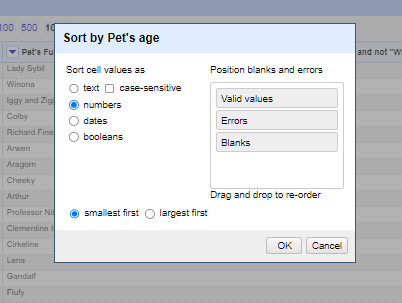 100 500 10
Pet's Fu
and not "Wi
Sort by Pet's age
Sort cell values as
Position blanks and errors
text case-sensitive
numbers
dates
booleans
Valid values
Errors
Blanks
Drag and drop to re-order
smallest first largest first
OK Cancel
Lady Sybil
Winona
Iggy and Zigg
Colby
Richard Fine
Arwen
Aragorn
Cheeky
Arthur
Professor Nib
Clementine t
Cirkeline
Lena
Gandalf
Flufy